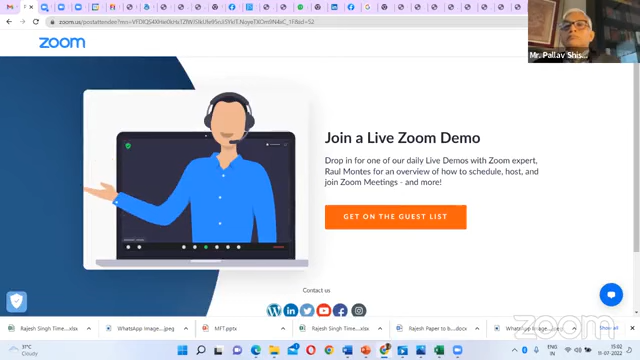 zoom.us/postattendee?mn=
zoom
Mr. Pallav Shis...
Join a Live Zoom Demo
Drop in for one of our daily Live Demos with Zoom expert,
Raul Montes for an overview of how to schedule, host, and
join Zoom Meetings - and more!
GET ON THE GUEST LIST
Contact us
Rajesh Singh Time....xlsx
WhatsApp Image....jpeg
MFT.pptx
Rajesh Singh Time....xlsx
Rajesh Paper to b....docx
WhatsApp Image....jpeg
Show all
zoom
31°C
Cloudy
ENG
IN
15:02
11-07-2022